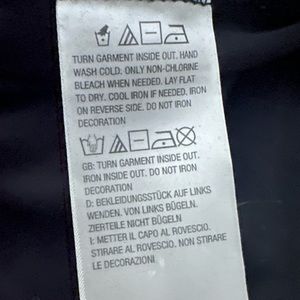 TURN GARMENT INSIDE OUT. HAND
WASH COLD. ONLY NON-CHLORINE
BLEACH WHEN NEEDED. LAY FLAT
TO DRY. COOL IRON IF NEEDED. IRON
ON REVERSE SIDE. DO NOT IRON
DECORATION
GB: TURN GARMENT INSIDE OUT.
IRON INSIDE OUT. DO NOT IRON
DECORATION
D: BEKLEIDUNGSSTÜCK AUF LINKS
WENDEN. VON LINKS BÜGELN.
ZIERTEILE NICHT BÜGELN
I: METTER IL CAPO AL ROVESCIO.
STIRARE AL ROVESCIO. NON STIRARE
LE DECORAZIONI